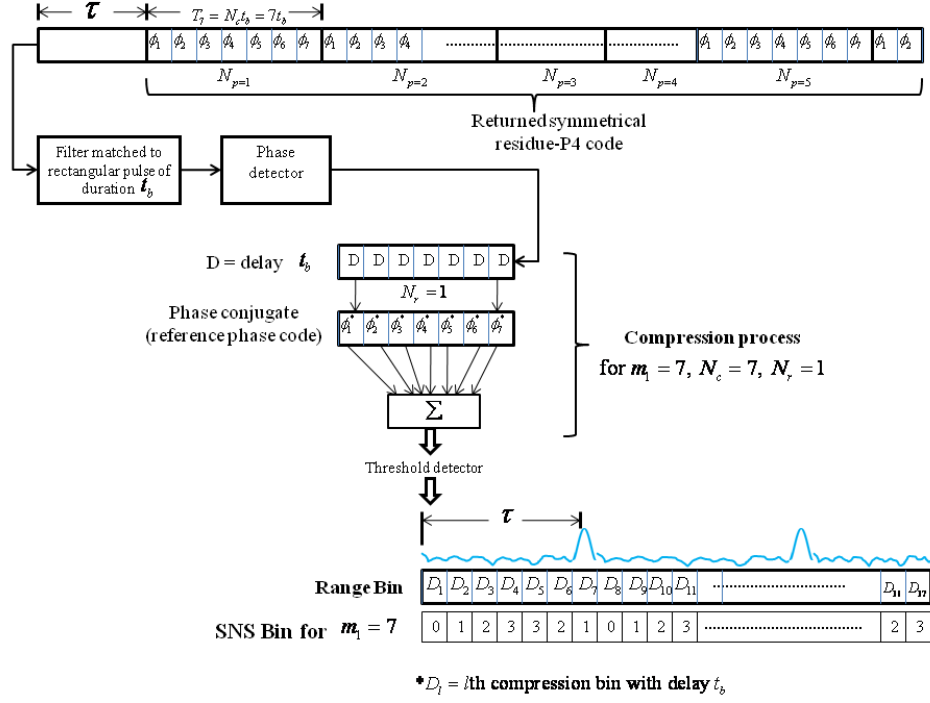 τ
T₇ = N_c t_b = 7t_b
ϕ₁ ϕ₂ ϕ₃ ϕ₄ ϕ₅ ϕ₆ ϕ₇ ϕ₁ ϕ₂ ϕ₃ ϕ₄ ϕ₁ ϕ₂ ϕ₃ ϕ₄ ϕ₅ ϕ₆ ϕ₇ ϕ₁ ϕ₂
N_{p=1} N_{p=2} N_{p=3} N_{p=4} N_{p=5}
Returned symmetrical
residue-P4 code
Filter matched to
rectangular pulse of
duration t_b
Phase
detector
D = delay t_b
D D D D D D D
N_r = 1
Phase conjugate
(reference phase code)
ϕ₁* ϕ₂* ϕ₃* ϕ₄* ϕ₅* ϕ₆* ϕ₇*
Compression process
for m₁ = 7, N_c = 7, N_r = 1
Σ
Threshold detector
τ
Range Bin D₁ D₂ D₃ D₄ D₅ D₆ D₇ D₈ D₉ D₁₀ D₁₁
SNS Bin for m₁ = 7 0 1 2 3 3 2 1 0 1 2 3 2 3
*D_l = lth compression bin with delay t_b